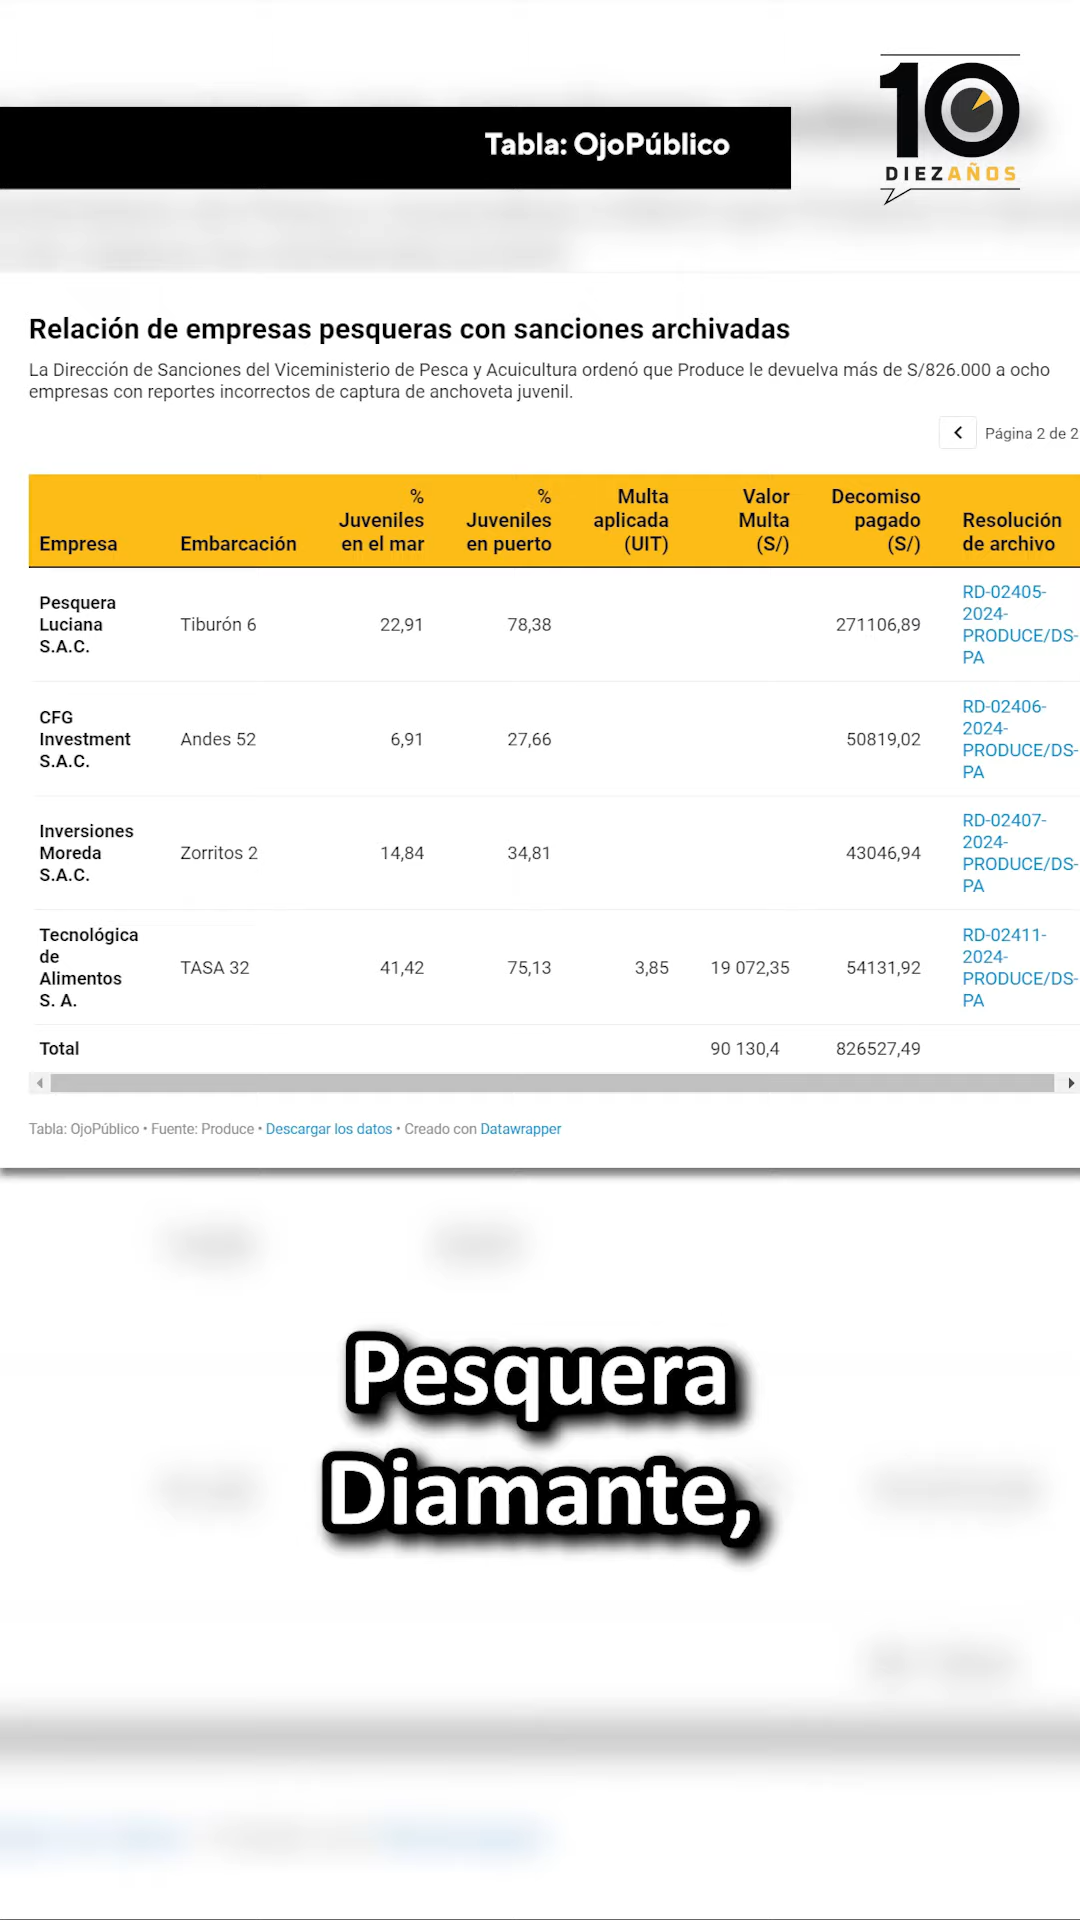 Tabla: OjoPúblico
10
DIEZAÑOS
Relación de empresas pesqueras con sanciones archivadas
La Dirección de Sanciones del Viceministerio de Pesca y Acuicultura ordenó que Produce le devuelva más de S/826.000 a ocho
empresas con reportes incorrectos de captura de anchoveta juvenil.
Página 2 de 2
Empresa Embarcación % Juveniles en el mar % Juveniles en puerto Multa aplicada (UIT) Valor Multa (S/) Decomiso pagado (S/) Resolución de archivo
Pesquera Luciana S.A.C. Tiburón 6 22,91 78,38 271106,89 RD-02405-2024-PRODUCE/DS-PA
CFG Investment S.A.C. Andes 52 6,91 27,66 50819,02 RD-02406-2024-PRODUCE/DS-PA
Inversiones Moreda S.A.C. Zorritos 2 14,84 34,81 43046,94 RD-02407-2024-PRODUCE/DS-PA
Tecnológica de Alimentos S. A. TASA 32 41,42 75,13 3,85 19 072,35 54131,92 RD-02411-2024-PRODUCE/DS-PA
Total 90 130,4 826527,49
Tabla: OjoPúblico • Fuente: Produce • Descargar los datos • Creado con Datawrapper
Pesquera
Diamante,